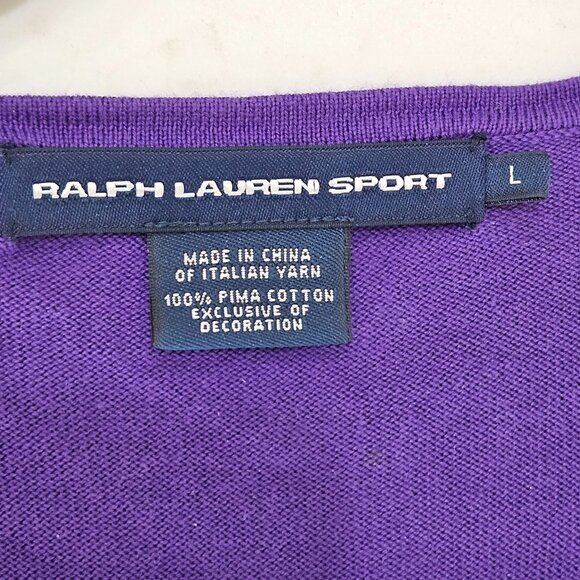 RALPH LAUREN SPORT
L
MADE IN CHINA
OF ITALIAN YARN
100% PIMA COTTON
EXCLUSIVE OF
DECORATION